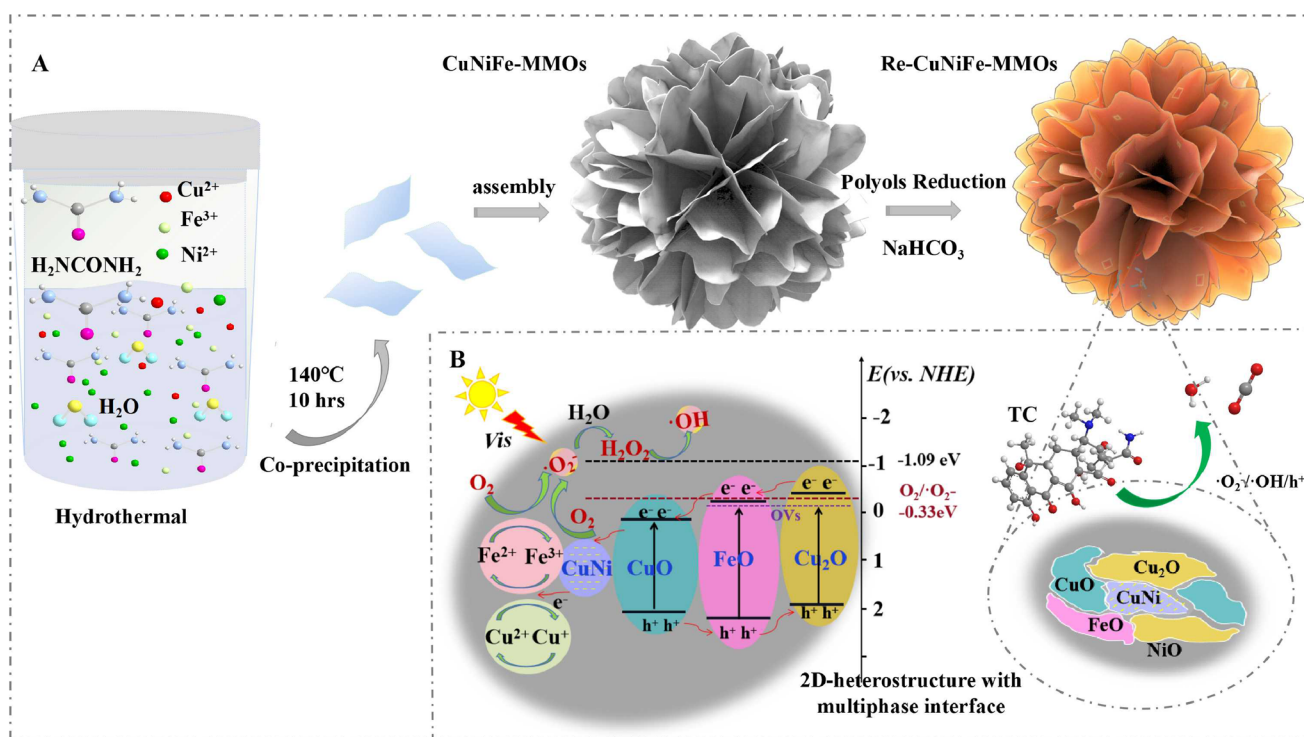 A
CuNiFe-MMOs
Re-CuNiFe-MMOs
Cu²⁺
Fe³⁺
Ni²⁺
H₂NCONH₂
H₂O
Hydrothermal
140℃
10 hrs
Co-precipitation
assembly
Polyols Reduction
NaHCO₃
B
Vis
H₂O
·OH
H₂O₂
·O₂⁻
O₂
O₂
Fe²⁺
Fe³⁺
e⁻
Cu²⁺
Cu⁺
CuNi
e⁻ e⁻
CuO
h⁺ h⁺
e⁻ e⁻
OVs
FeO
h⁺ h⁺
e⁻ e⁻
Cu₂O
h⁺ h⁺
E(vs. NHE)
-2
-1
0
1
2
-1.09 eV
O₂/·O₂-
-0.33eV
2D-heterostructure with
multiphase interface
TC
·O₂⁻/·OH/h⁺
CuO
Cu₂O
CuNi
FeO
NiO